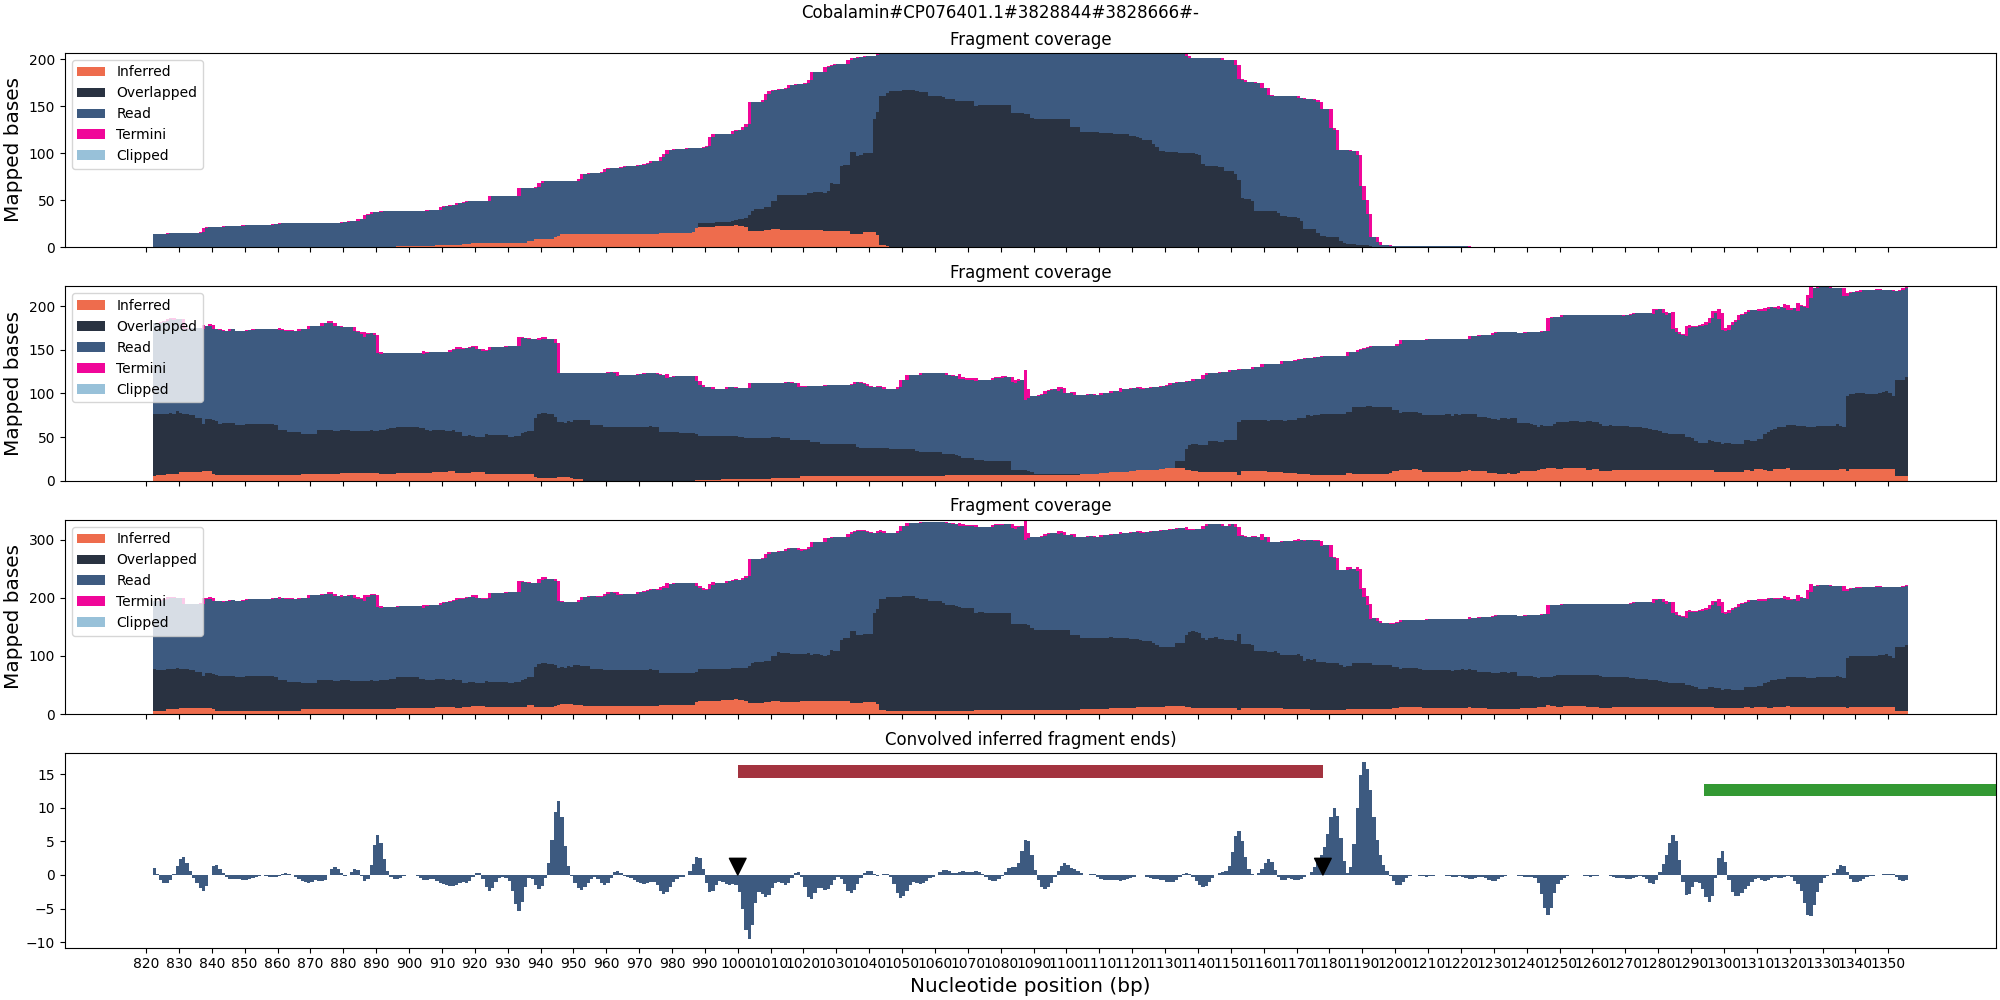 Cobalamin#CP076401.1#3828844#3828666#-
Fragment coverage
Mapped bases
200
150
100
50
0
Inferred
Overlapped
Read
Termini
Clipped
Fragment coverage
Mapped bases
200
150
100
50
0
Inferred
Overlapped
Read
Termini
Clipped
Fragment coverage
Mapped bases
300
200
100
0
Inferred
Overlapped
Read
Termini
Clipped
Convolved inferred fragment ends)
15
10
5
0
−5
−10
820 830 840 850 860 870 880 890 900 910 920 930 940 950 960 970 980 990 1000 1010 1020 1030 1040 1050 1060 1070 1080 1090 1100 1110 1120 1130 1140 1150 1160 1170 1180 1190 1200 1210 1220 1230 1240 1250 1260 1270 1280 1290 1300 1310 1320 1330 1340 1350
Nucleotide position (bp)